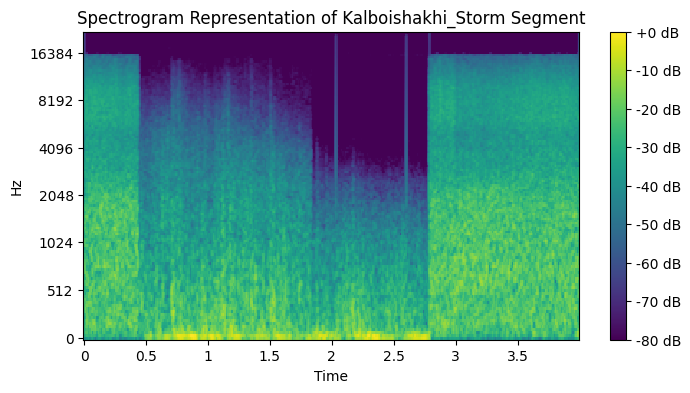 Spectrogram Representation of Kalboishakhi_Storm Segment
+0 dB
16384
-10 dB
8192
-20 dB
-30 dB
4096
Hz
-40 dB
2048
-50 dB
1024
-60 dB
512
-70 dB
0
-80 dB
0 0.5 1 1.5 2 2.5 3 3.5
Time